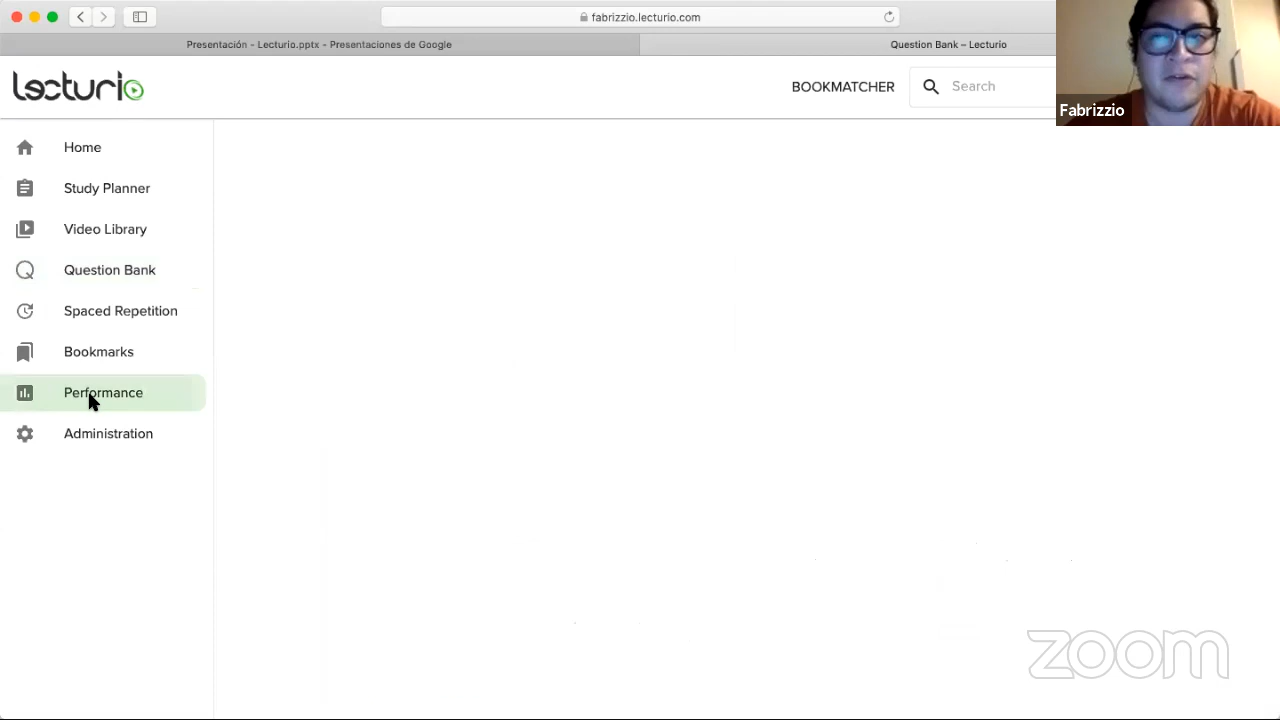 fabrizzio.lecturio.com
Presentación - Lecturio.pptx - Presentaciones de Google
Question Bank – Lecturio
lecturio
BOOKMATCHER
Search
Fabrizzio
Home
Study Planner
Video Library
Question Bank
Spaced Repetition
Bookmarks
Performance
Administration
zoom